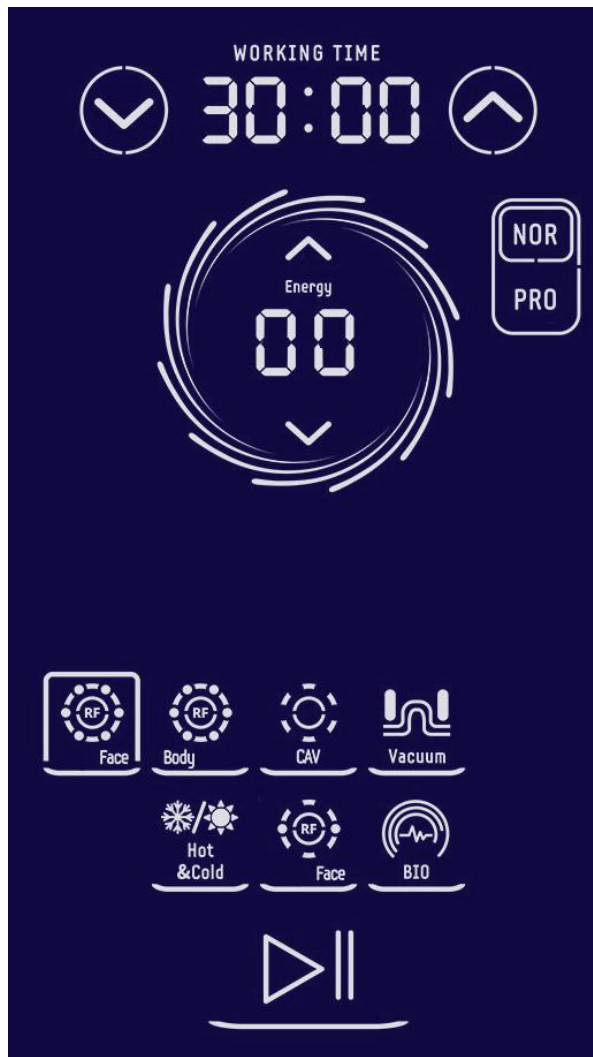 WORKING TIME
30:00
NOR
PRO
Energy
00
RF
Face
RF
Body
CAV
Vacuum
Hot
&Cold
RF
Face
BIO